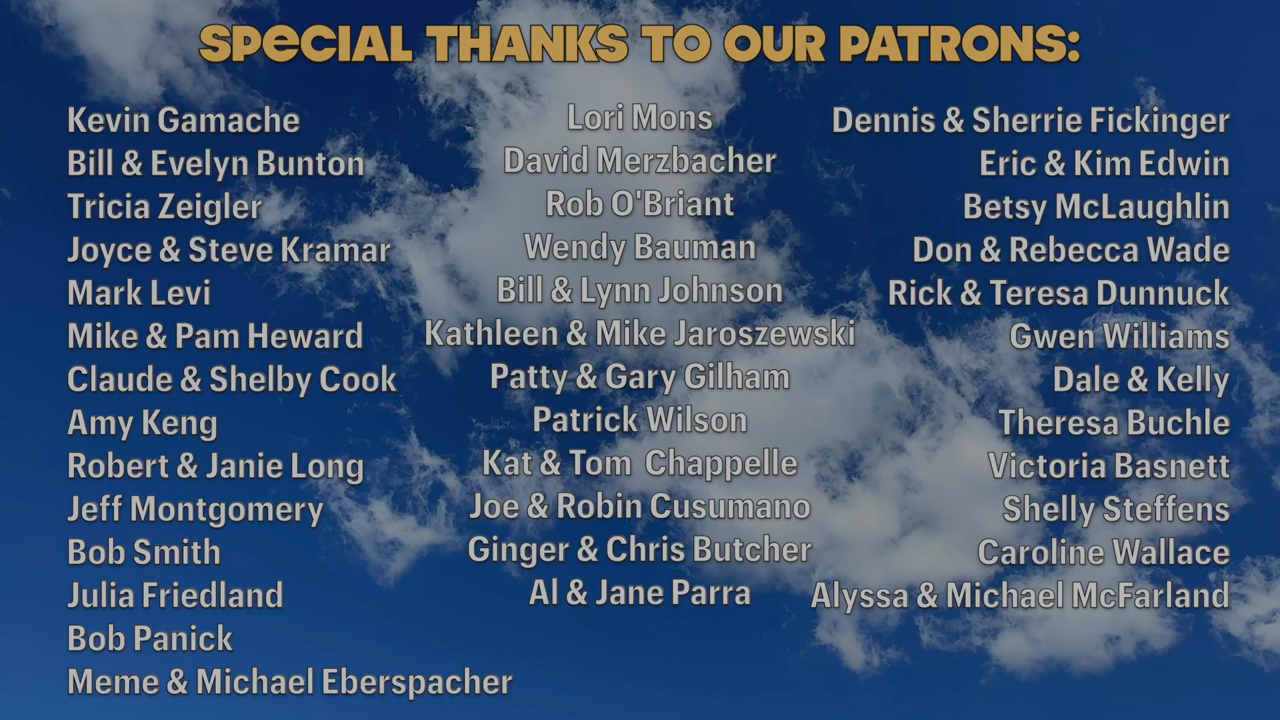 SPECIAL THANKS TO OUR PATRONS:
Kevin Gamache
Bill & Evelyn Bunton
Tricia Zeigler
Joyce & Steve Kramar
Mark Levi
Mike & Pam Heward
Claude & Shelby Cook
Amy Keng
Robert & Janie Long
Jeff Montgomery
Bob Smith
Julia Friedland
Bob Panick
Meme & Michael Eberspacher
Lori Mons
David Merzbacher
Rob O'Briant
Wendy Bauman
Bill & Lynn Johnson
Kathleen & Mike Jaroszewski
Patty & Gary Gilham
Patrick Wilson
Kat & Tom  Chappelle
Joe & Robin Cusumano
Ginger & Chris Butcher
Al & Jane Parra
Dennis & Sherrie Fickinger
Eric & Kim Edwin
Betsy McLaughlin
Don & Rebecca Wade
Rick & Teresa Dunnuck
Gwen Williams
Dale & Kelly
Theresa Buchle
Victoria Basnett
Shelly Steffens
Caroline Wallace
Alyssa & Michael McFarland